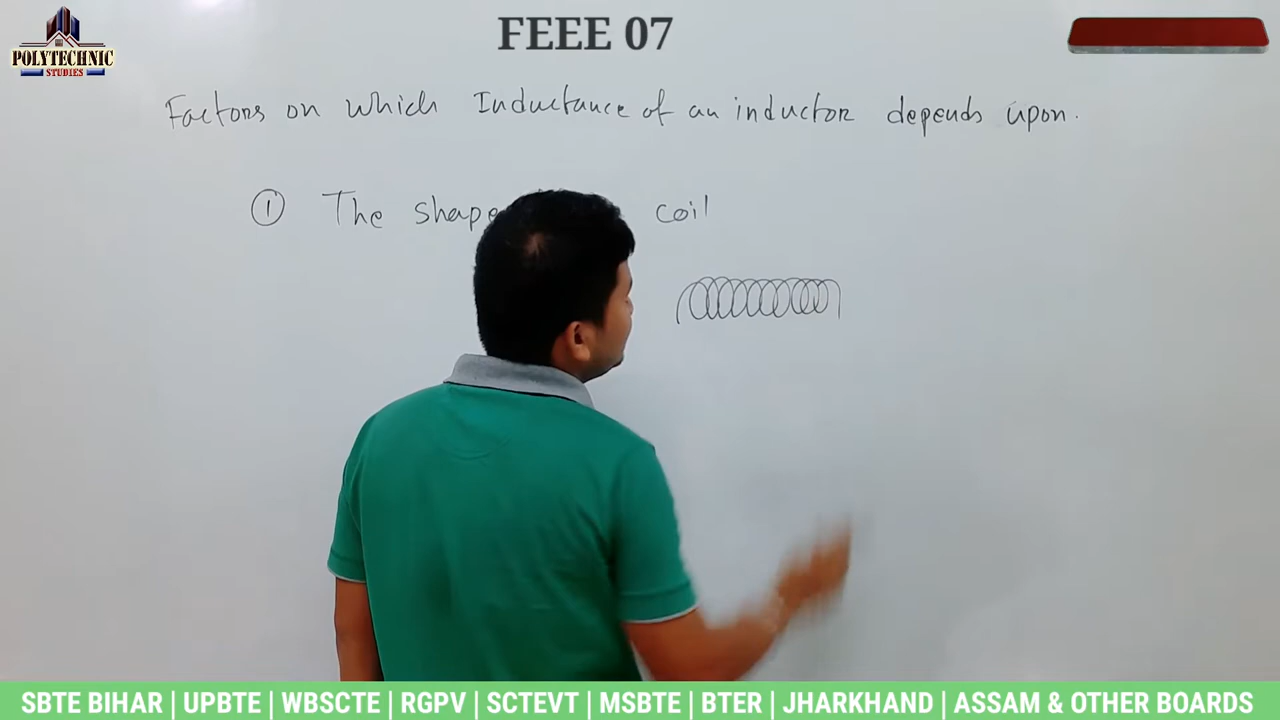 FEEE 07
POLYTECHNIC
STUDIES
Factors on which Inductance of an inductor depends upon.
① The shape coil
SBTE BIHAR | UPBTE | WBSCTE | RGPV | SCTEVT | MSBTE | BTER | JHARKHAND | ASSAM & OTHER BOARDS